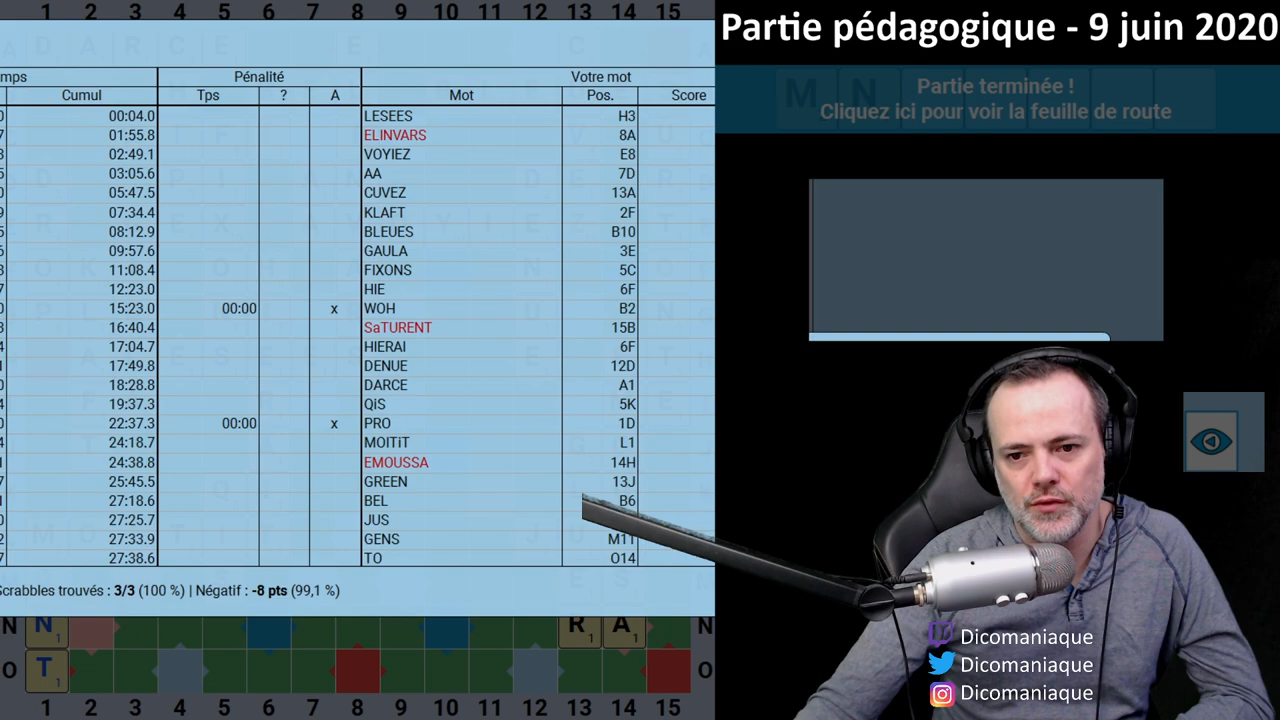 1 2 3 4 5 6 7 8 9 10 11 12 13 14 15
Partie pédagogique - 9 juin 2020
Partie terminée !
Cliquez ici pour voir la feuille de route
mps Pénalité Votre mot
Cumul Tps ? A Mot Pos. Score
00:04.0 LESEES H3
01:55.8 ELINVARS 8A
02:49.1 VOYIEZ E8
03:05.6 AA 7D
05:47.5 CUVEZ 13A
07:34.4 KLAFT 2F
08:12.9 BLEUES B10
09:57.6 GAULA 3E
11:08.4 FIXONS 5C
12:23.0 HIE 6F
15:23.0 00:00 x WOH B2
16:40.4 SaTURENT 15B
17:04.7 HIERAI 6F
17:49.8 DENUE 12D
18:28.8 DARCE A1
19:37.3 QiS 5K
22:37.3 00:00 x PRO 1D
24:18.7 MOITiT L1
24:38.8 EMOUSSA 14H
25:45.5 GREEN 13J
27:18.6 BEL B6
27:25.7 JUS
27:33.9 GENS M11
27:38.6 TO O14
Scrabbles trouvés : 3/3 (100 %) | Négatif : -8 pts (99,1 %)
N N1 R1 A1 N
O T1 O
1 2 3 4 5 6 7 8 9 10 11 12 13 14 15
Dicomaniaque
Dicomaniaque
Dicomaniaque